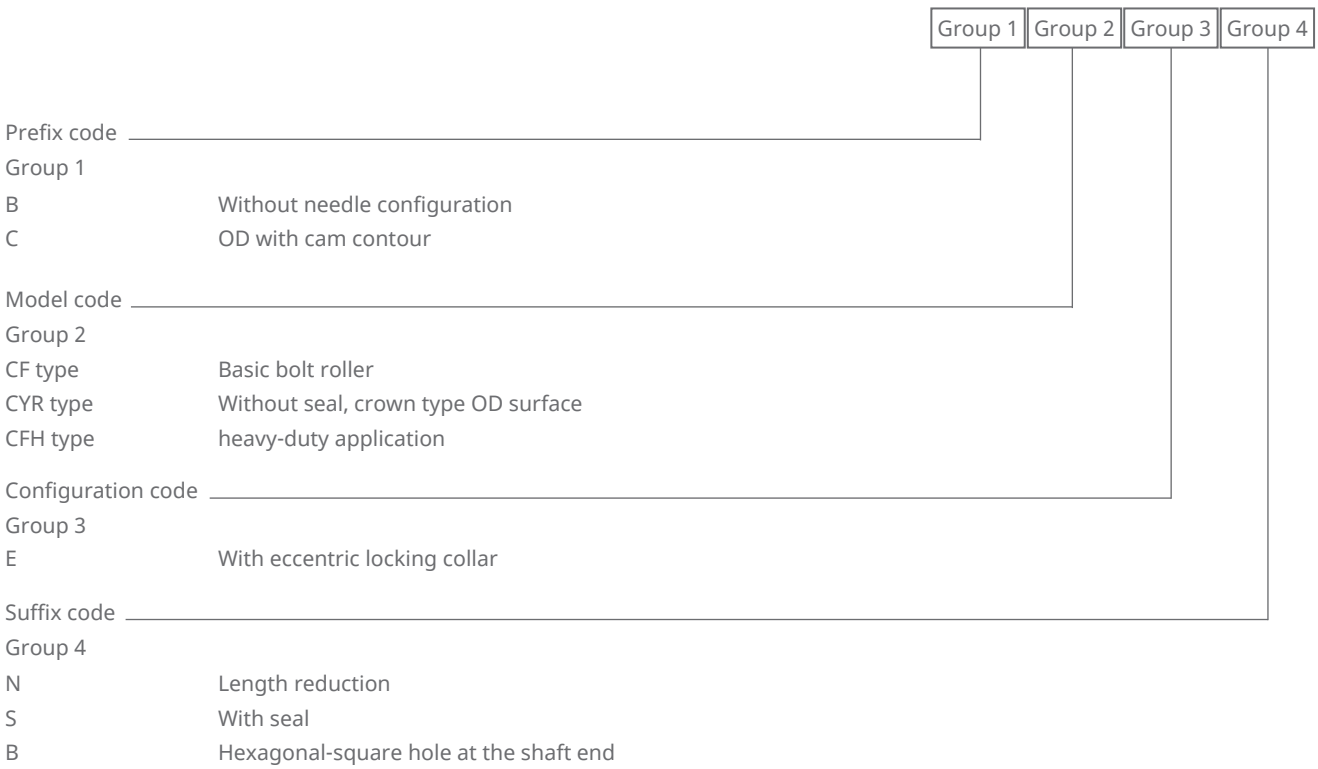 Group 1 Group 2 Group 3 Group 4
Prefix code
Group 1
B Without needle configuration
C OD with cam contour
Model code
Group 2
CF type Basic bolt roller
CYR type Without seal, crown type OD surface
CFH type heavy-duty application
Configuration code
Group 3
E With eccentric locking collar
Suffix code
Group 4
N Length reduction
S With seal
B Hexagonal-square hole at the shaft end